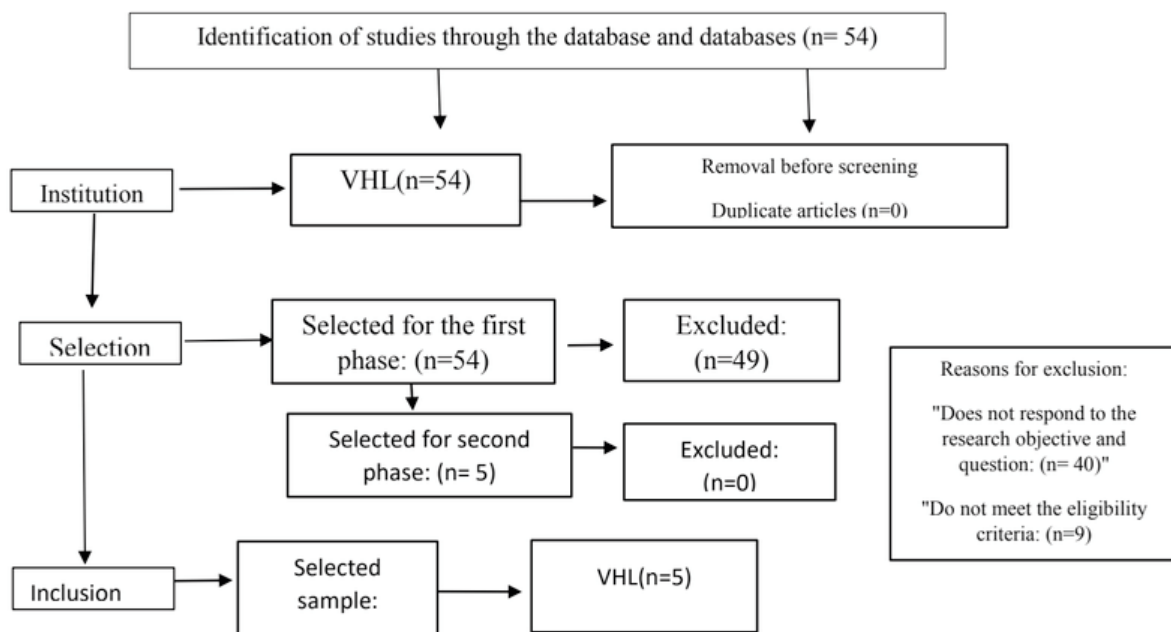 Identification of studies through the database and databases (n= 54)
Institution
VHL(n=54)
Removal before screening
Duplicate articles (n=0)
Selection
Selected for the first
phase: (n=54)
Excluded:
(n=49)
Selected for second
phase: (n= 5)
Excluded:
(n=0)
Reasons for exclusion:
"Does not respond to the
research objective and
question: (n= 40)"
"Do not meet the eligibility
criteria: (n=9)
Inclusion
Selected
sample:
VHL(n=5)